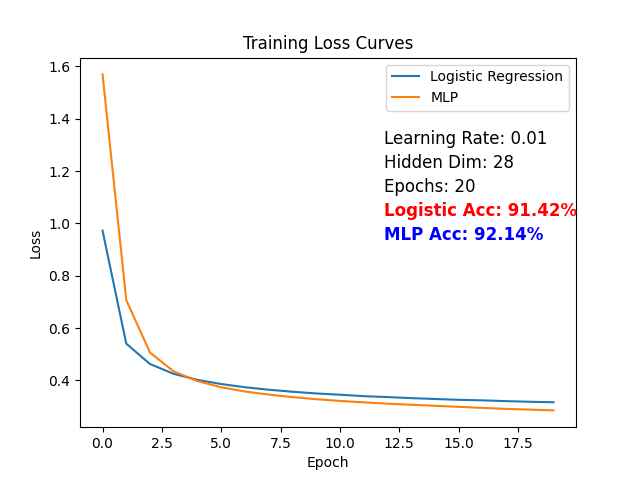 Training Loss Curves
1.6
1.4
1.2
1.0
0.8
0.6
0.4
Loss
Logistic Regression
MLP
Learning Rate: 0.01
Hidden Dim: 28
Epochs: 20
Logistic Acc: 91.42%
MLP Acc: 92.14%
0.0 2.5 5.0 7.5 10.0 12.5 15.0 17.5
Epoch